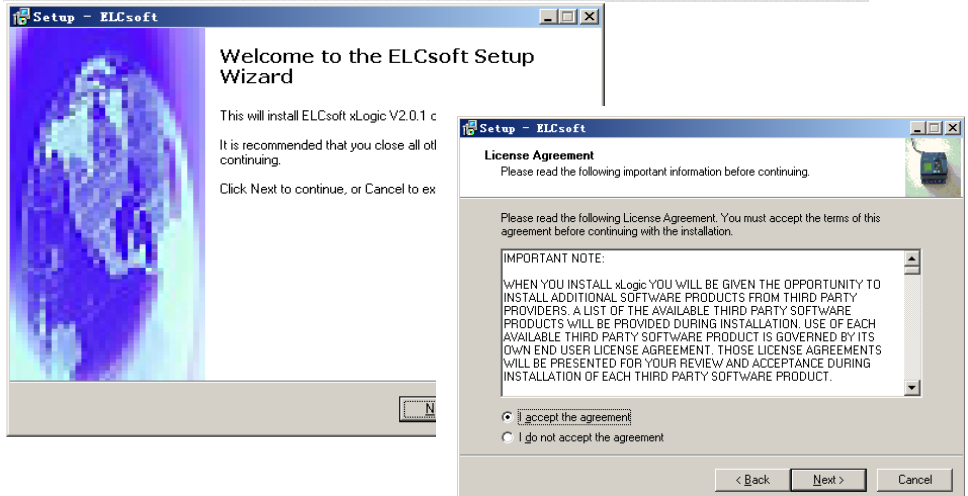 Setup - ELCsoft
Welcome to the ELCsoft Setup
Wizard
This will install ELCsoft xLogic V2.0.1
It is recommended that you close all
continuing.
Click Next to continue, or Cancel to
Setup - ELCsoft
License Agreement
Please read the following important information before continuing.
Please read the following License Agreement. You must accept the terms of this
agreement before continuing with the installation.
IMPORTANT NOTE:
WHEN YOU INSTALL xLogic YOU WILL BE GIVEN THE OPPORTUNITY TO
INSTALL ADDITIONAL SOFTWARE PRODUCTS FROM THIRD PARTY
PROVIDERS. A LIST OF THE AVAILABLE THIRD PARTY SOFTWARE
PRODUCTS WILL BE PROVIDED DURING INSTALLATION. USE OF EACH
AVAILABLE THIRD PARTY SOFTWARE PRODUCT IS GOVERNED BY ITS
OWN END USER LICENSE AGREEMENT. THOSE LICENSE AGREEMENTS
WILL BE PRESENTED FOR YOUR REVIEW AND ACCEPTANCE DURING
INSTALLATION OF EACH THIRD PARTY SOFTWARE PRODUCT.
I accept the agreement
I do not accept the agreement
< Back Next > Cancel